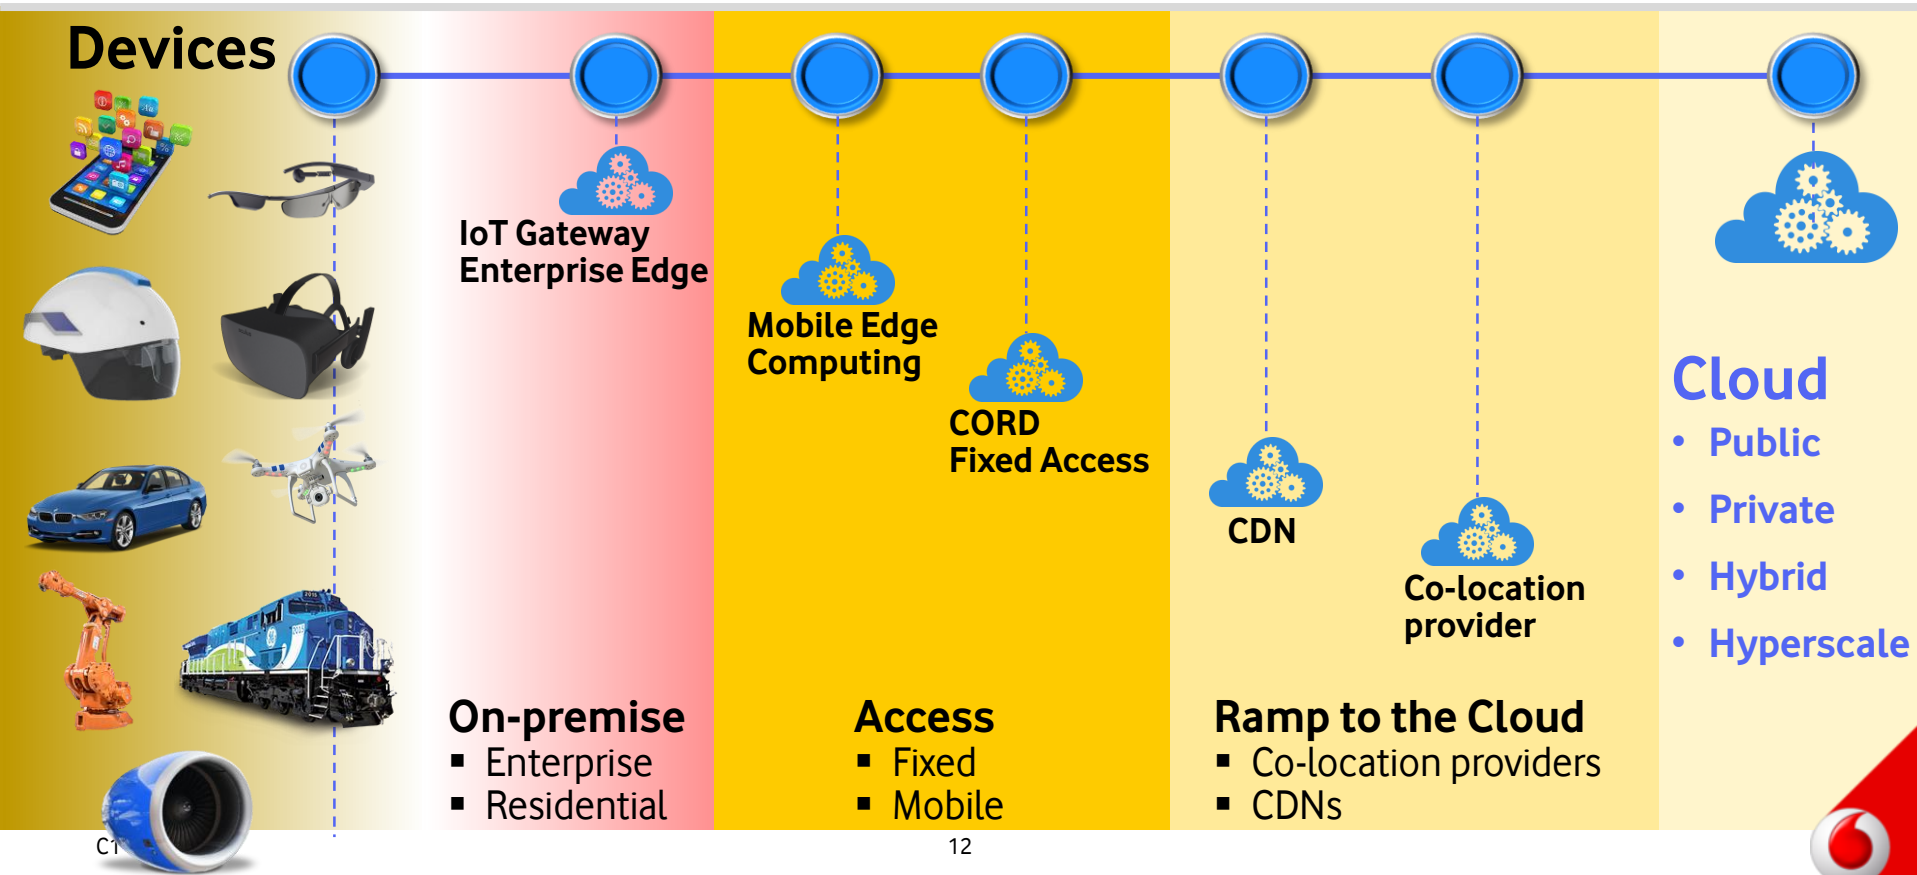 Devices
IoT Gateway
Enterprise Edge
Mobile Edge
Computing
CORD
Fixed Access
CDN
Co-location
provider
Cloud
• Public
• Private
• Hybrid
• Hyperscale
On-premise
▪ Enterprise
▪ Residential
Access
▪ Fixed
▪ Mobile
Ramp to the Cloud
▪ Co-location providers
▪ CDNs
C1
12